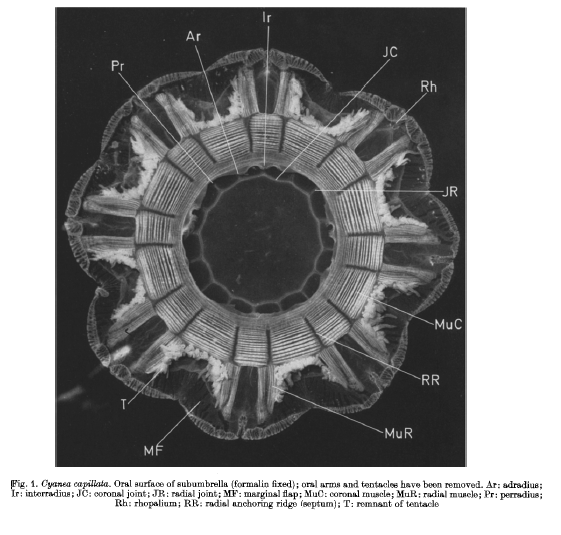 Ir
Ar
JC
Pr
Rh
JR
MuC
RR
T
MuR
MF
Fig. 1. Cyanea capillata. Oral surface of subumbrella (formalin fixed); oral arms and tentacles have been removed. Ar: adradius;
Ir: interradius; JC: coronal joint; JR: radial joint; MF: marginal flap; MuC: coronal muscle; MuR: radial muscle; Pr: perradius;
Rh: rhopalium; RR: radial anchoring ridge (septum); T: remnant of tentacle